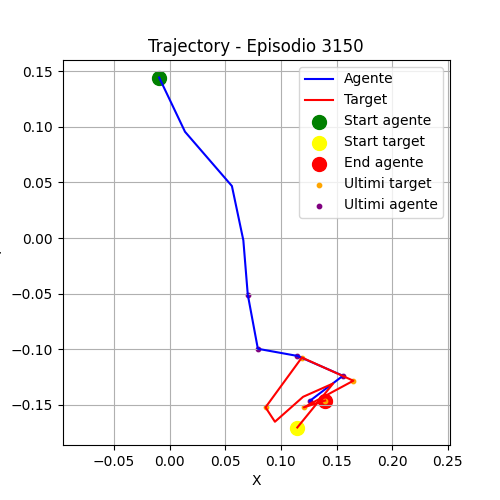 Trajectory - Episodio 3150
Agente
Target
Start agente
Start target
End agente
Ultimi target
Ultimi agente
0.15
0.10
0.05
0.00
−0.05
−0.10
−0.15
−0.05
0.00
0.05
0.10
0.15
0.20
0.25
X